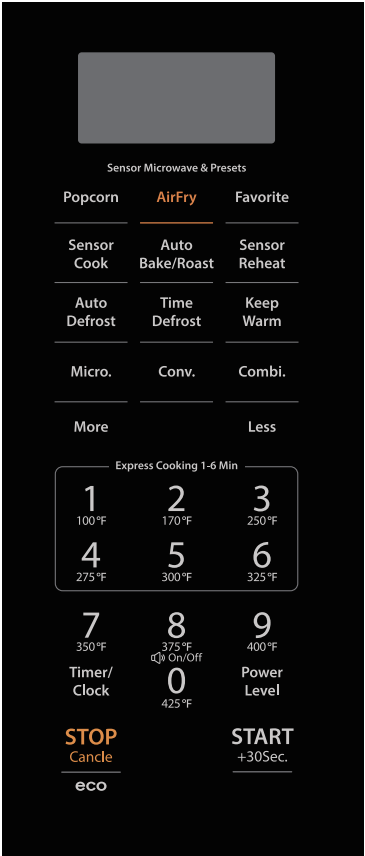 Sensor Microwave & Presets
Popcorn AirFry Favorite
Sensor Auto Sensor
Cook Bake/Roast Reheat
Auto Time Keep
Defrost Defrost Warm
Micro. Conv. Combi.
More Less
Express Cooking 1-6 Min
1 2 3
100°F 170°F 250°F
4 5 6
275°F 300°F 325°F
7 8 9
350°F 375°F 400°F
On/Off
Timer/ 0 Power
Clock Level
425°F
STOP START
Cancle +30Sec.
eco